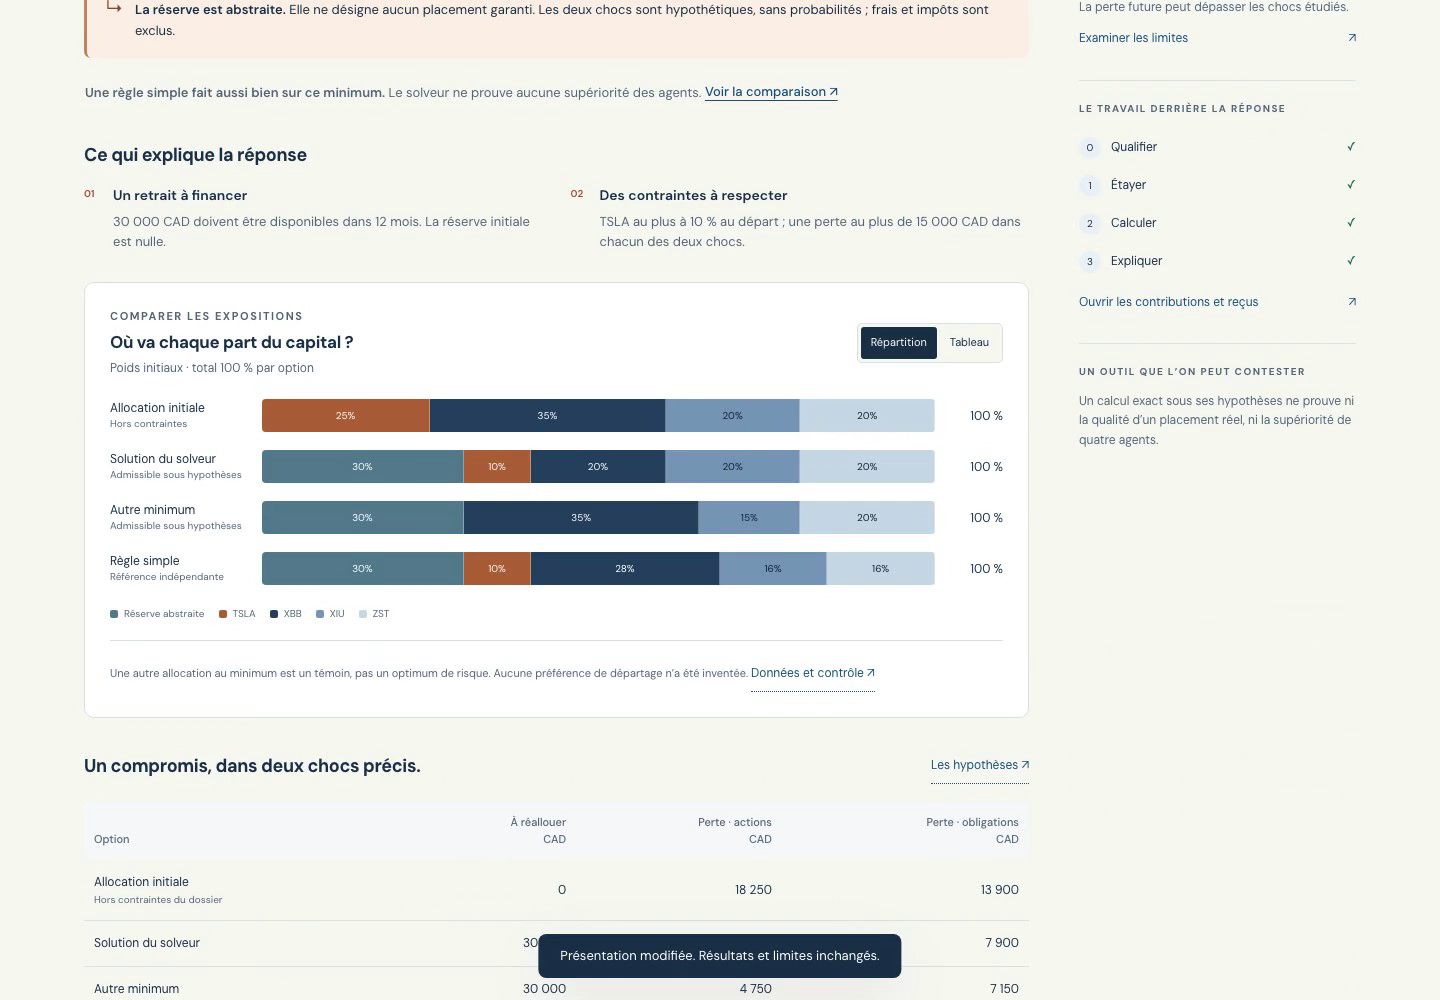 La réserve est abstraite. Elle ne désigne aucun placement garanti. Les deux chocs sont hypothétiques, sans probabilités ; frais et impôts sont
exclus.
Une règle simple fait aussi bien sur ce minimum. Le solveur ne prouve aucune supériorité des agents. Voir la comparaison ↗
Ce qui explique la réponse
01 Un retrait à financer
30 000 CAD doivent être disponibles dans 12 mois. La réserve initiale
est nulle.
02 Des contraintes à respecter
TSLA au plus à 10 % au départ ; une perte au plus de 15 000 CAD dans
chacun des deux chocs.
COMPARER LES EXPOSITIONS
Où va chaque part du capital ?
Poids initiaux · total 100 % par option
Répartition Tableau
Allocation initiale
Hors contraintes
25% 35% 20% 20% 100 %
Solution du solveur
Admissible sous hypothèses
30% 10% 20% 20% 20% 100 %
Autre minimum
Admissible sous hypothèses
30% 35% 15% 20% 100 %
Règle simple
Référence indépendante
30% 10% 28% 16% 16% 100 %
Réserve abstraite TSLA XBB XIU ZST
Une autre allocation au minimum est un témoin, pas un optimum de risque. Aucune préférence de départage n’a été inventée. Données et contrôle ↗
Un compromis, dans deux chocs précis.
Les hypothèses ↗
Option
À réallouer
CAD
Perte · actions
CAD
Perte · obligations
CAD
Allocation initiale
Hors contraintes du dossier
0 18 250 13 900
Solution du solveur 30 7 900
Présentation modifiée. Résultats et limites inchangés.
Autre minimum 30 000 4 750 7 150
La perte future peut dépasser les chocs étudiés.
Examiner les limites ↗
LE TRAVAIL DERRIÈRE LA RÉPONSE
0 Qualifier ✓
1 Étayer ✓
2 Calculer ✓
3 Expliquer ✓
Ouvrir les contributions et reçus ↗
UN OUTIL QUE L’ON PEUT CONTESTER
Un calcul exact sous ses hypothèses ne prouve ni
la qualité d’un placement réel, ni la supériorité de
quatre agents.